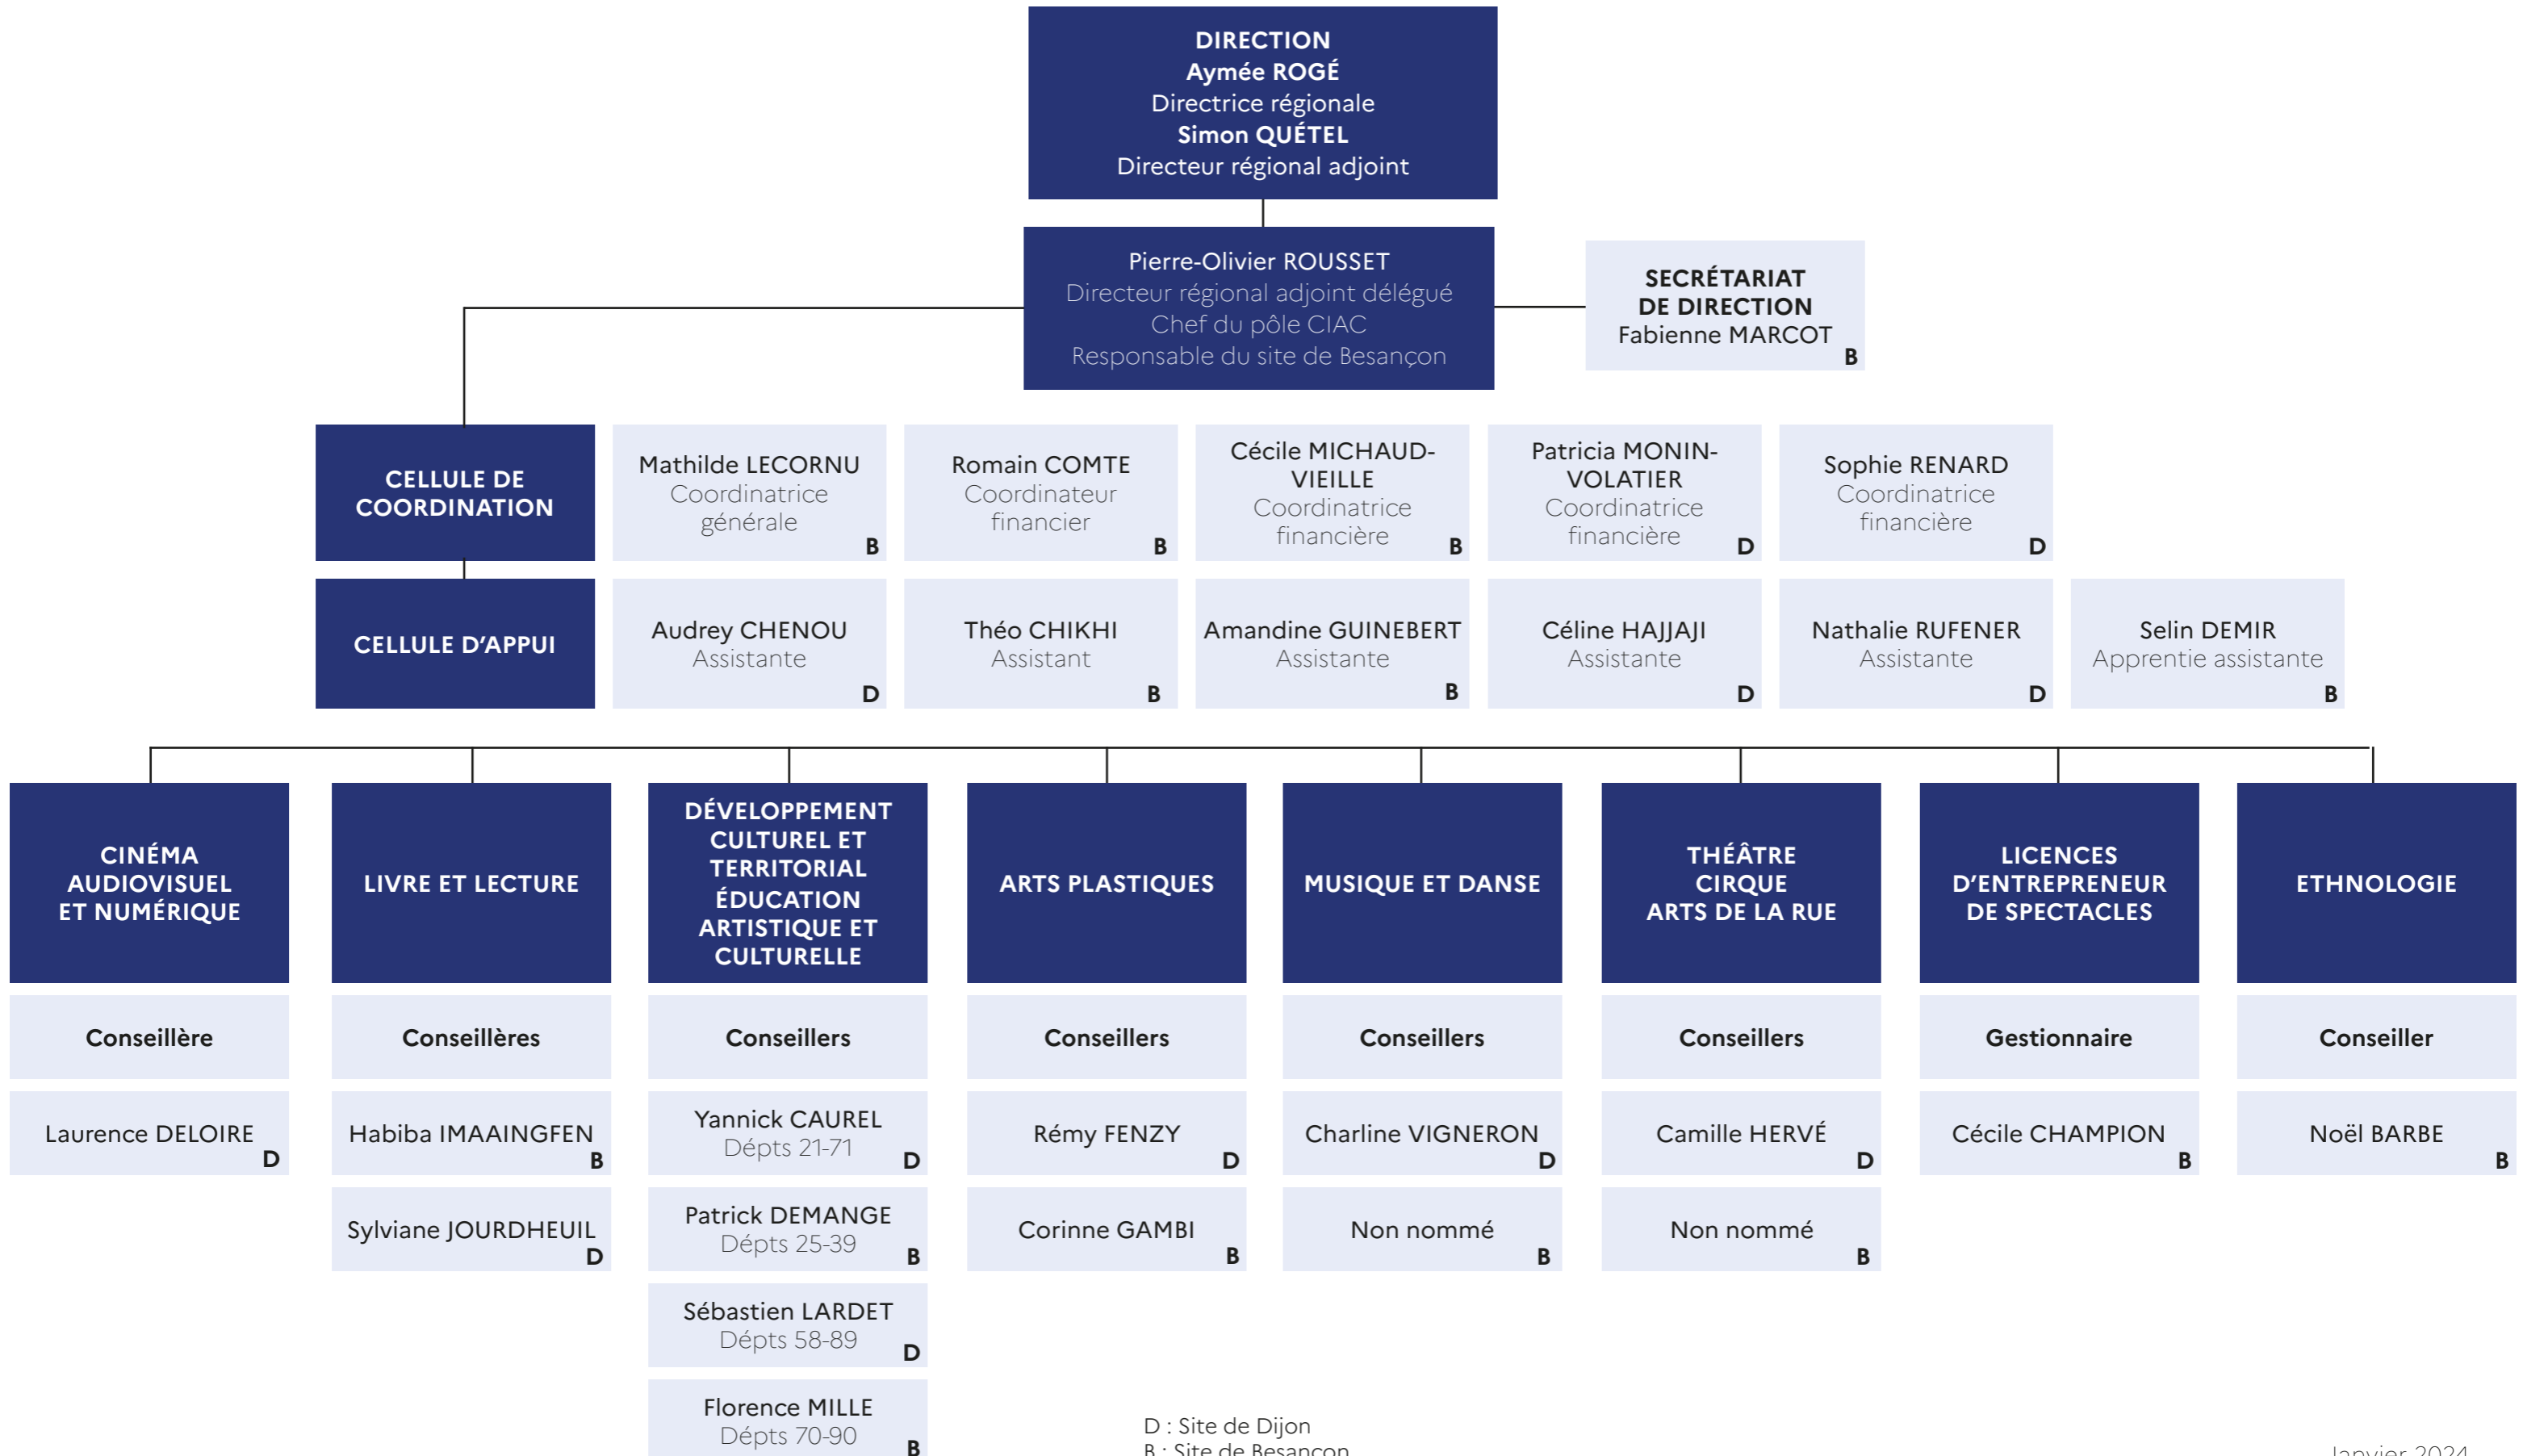 DIRECTION
Aymée ROGÉ
Directrice régionale
Simon QUÉTEL
Directeur régional adjoint
Pierre-Olivier ROUSSET
Directeur régional adjoint délégué
Chef du pôle CIAC
Responsable du site de Besançon
SECRÉTARIAT
DE DIRECTION
Fabienne MARCOT
B
CELLULE DE
COORDINATION
Mathilde LECORNU
Coordinatrice
générale
B
Romain COMTE
Coordinateur
financier
B
Cécile MICHAUD-
VIEILLE
Coordinatrice
financière
B
Patricia MONIN-
VOLATIER
Coordinatrice
financière
D
Sophie RENARD
Coordinatrice
financière
D
CELLULE D'APPUI
Audrey CHENOU
Assistante
D
Théo CHIKHI
Assistant
B
Amandine GUINEBERT
Assistante
B
Céline HAJJAJI
Assistante
D
Nathalie RUFENER
Assistante
D
Selin DEMIR
Apprentie assistante
B
CINÉMA
AUDIOVISUEL
ET NUMÉRIQUE
Conseillère
Laurence DELOIRE
D
LIVRE ET LECTURE
Conseillères
Habiba IMAAINGFEN
B
Sylviane JOURDHEUIL
D
DÉVELOPPEMENT
CULTUREL ET
TERRITORIAL
ÉDUCATION
ARTISTIQUE ET
CULTURELLE
Conseillers
Yannick CAUREL
Dépts 21-71
D
Patrick DEMANGE
Dépts 25-39
B
Sébastien LARDET
Dépts 58-89
D
Florence MILLE
Dépts 70-90
B
ARTS PLASTIQUES
Conseillers
Rémy FENZY
D
Corinne GAMBI
B
MUSIQUE ET DANSE
Conseillers
Charline VIGNERON
D
Non nommé
B
THÉÂTRE
CIRQUE
ARTS DE LA RUE
Conseillers
Camille HERVÉ
D
Non nommé
B
LICENCES
D'ENTREPRENEUR
DE SPECTACLES
Gestionnaire
Cécile CHAMPION
B
ETHNOLOGIE
Conseiller
Noël BARBE
B
D : Site de Dijon
B : Site de Besançon
Janvier 2024